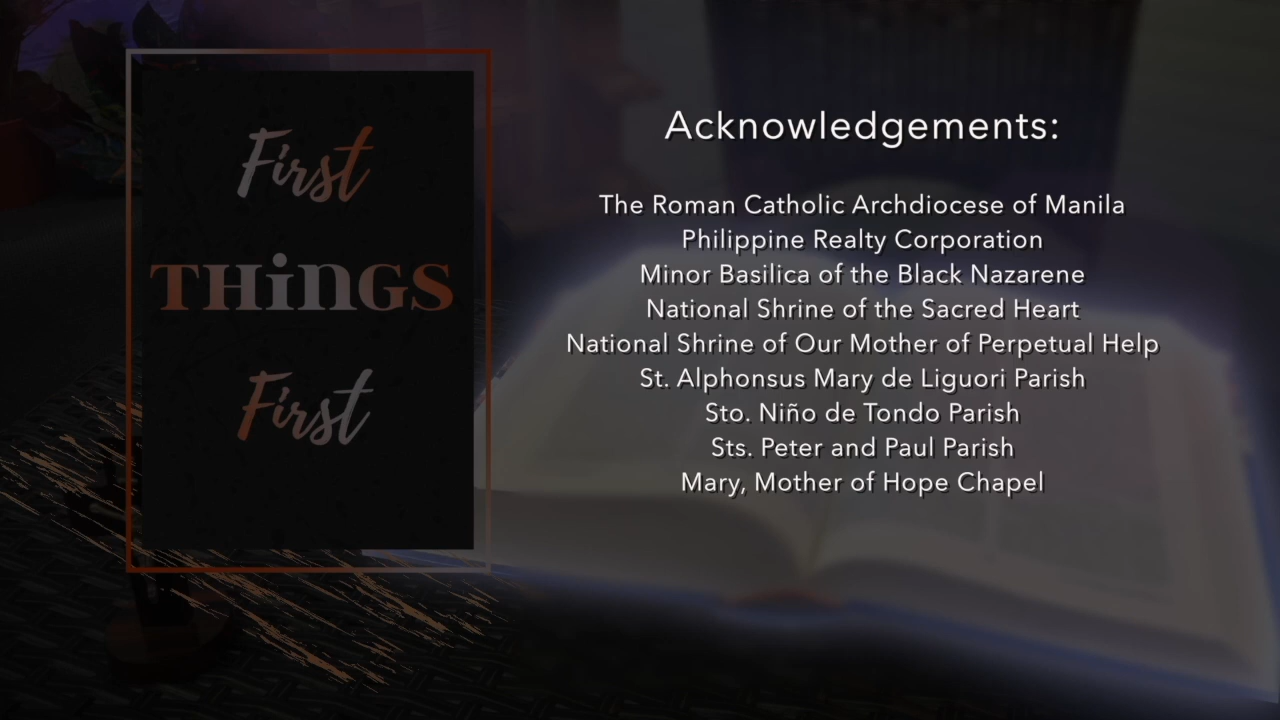 First
THiNGS
First
Acknowledgements:
The Roman Catholic Archdiocese of Manila
Philippine Realty Corporation
Minor Basilica of the Black Nazarene
National Shrine of the Sacred Heart
National Shrine of Our Mother of Perpetual Help
St. Alphonsus Mary de Liguori Parish
Sto. Niño de Tondo Parish
Sts. Peter and Paul Parish
Mary, Mother of Hope Chapel